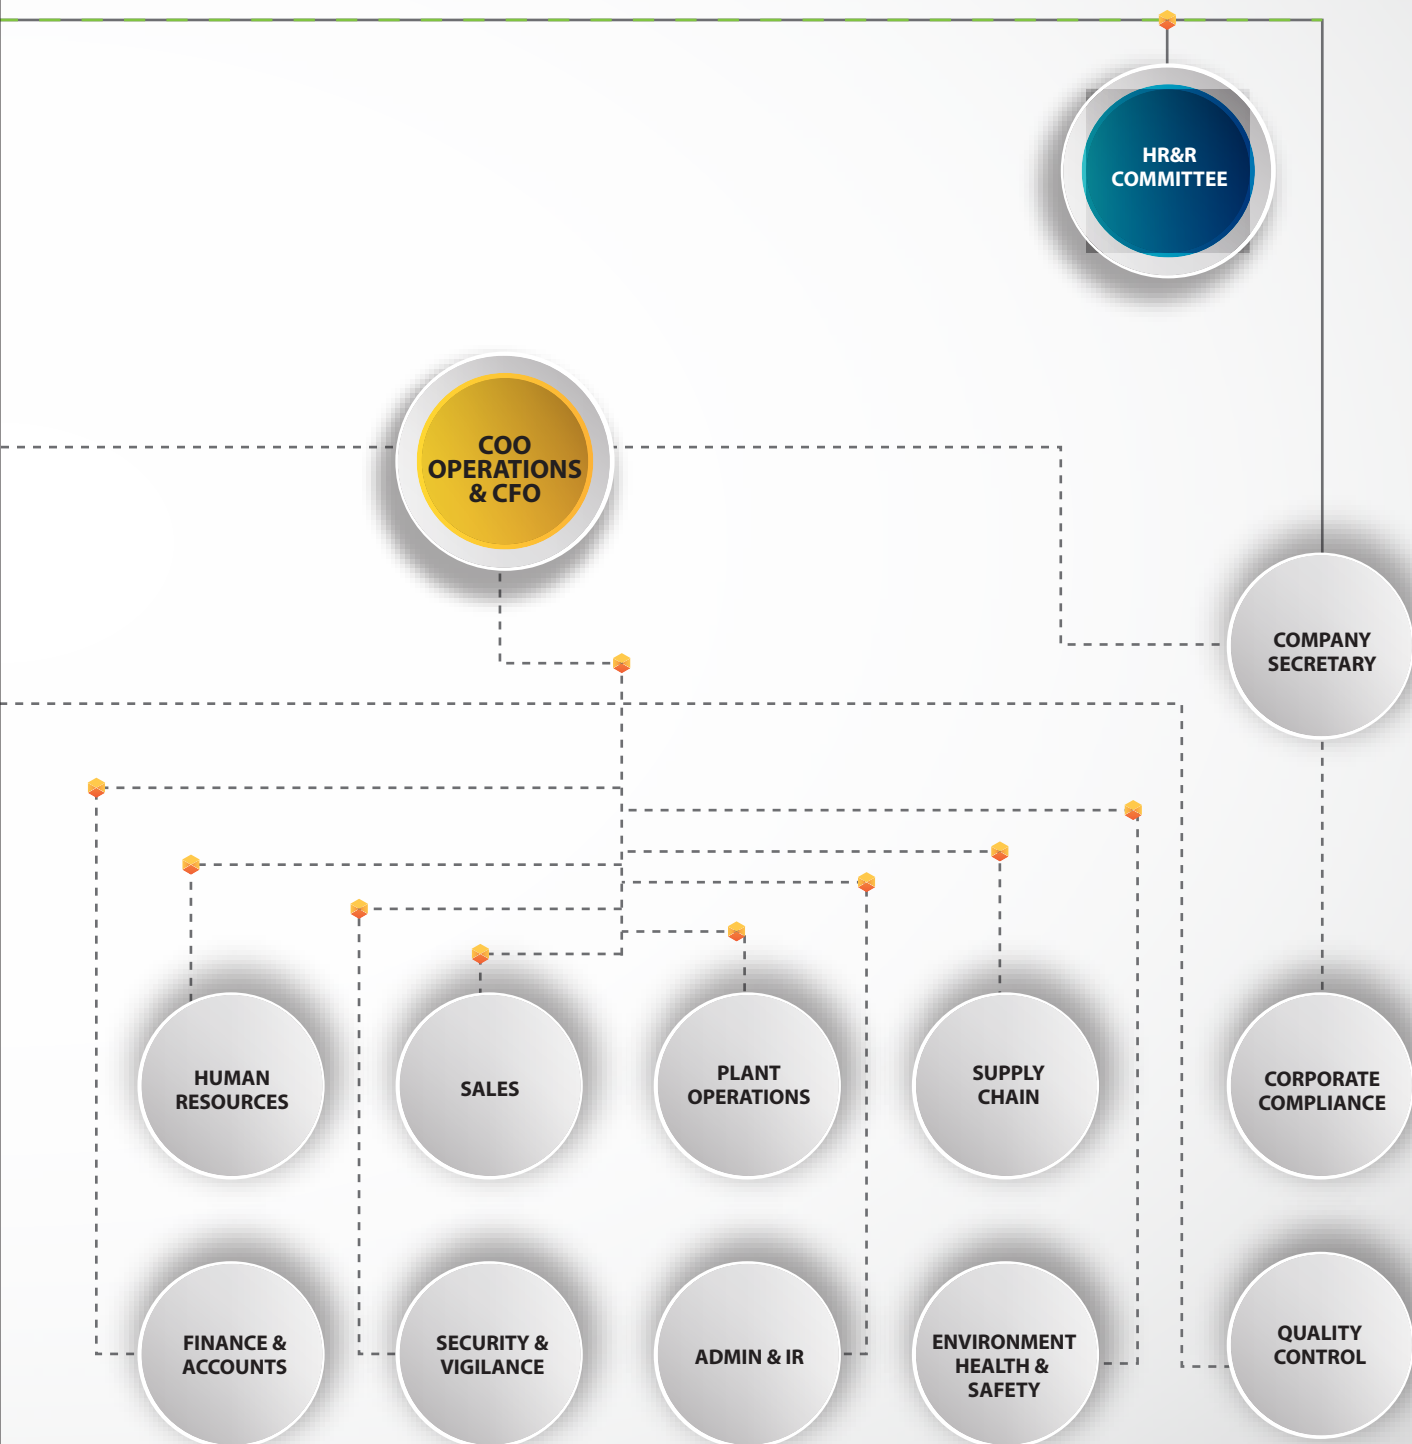 HR&R
COMMITTEE
COO
OPERATIONS
& CFO
COMPANY
SECRETARY
HUMAN
RESOURCES
SALES
PLANT
OPERATIONS
SUPPLY
CHAIN
CORPORATE
COMPLIANCE
FINANCE &
ACCOUNTS
SECURITY &
VIGILANCE
ADMIN & IR
ENVIRONMENT
HEALTH &
SAFETY
QUALITY
CONTROL